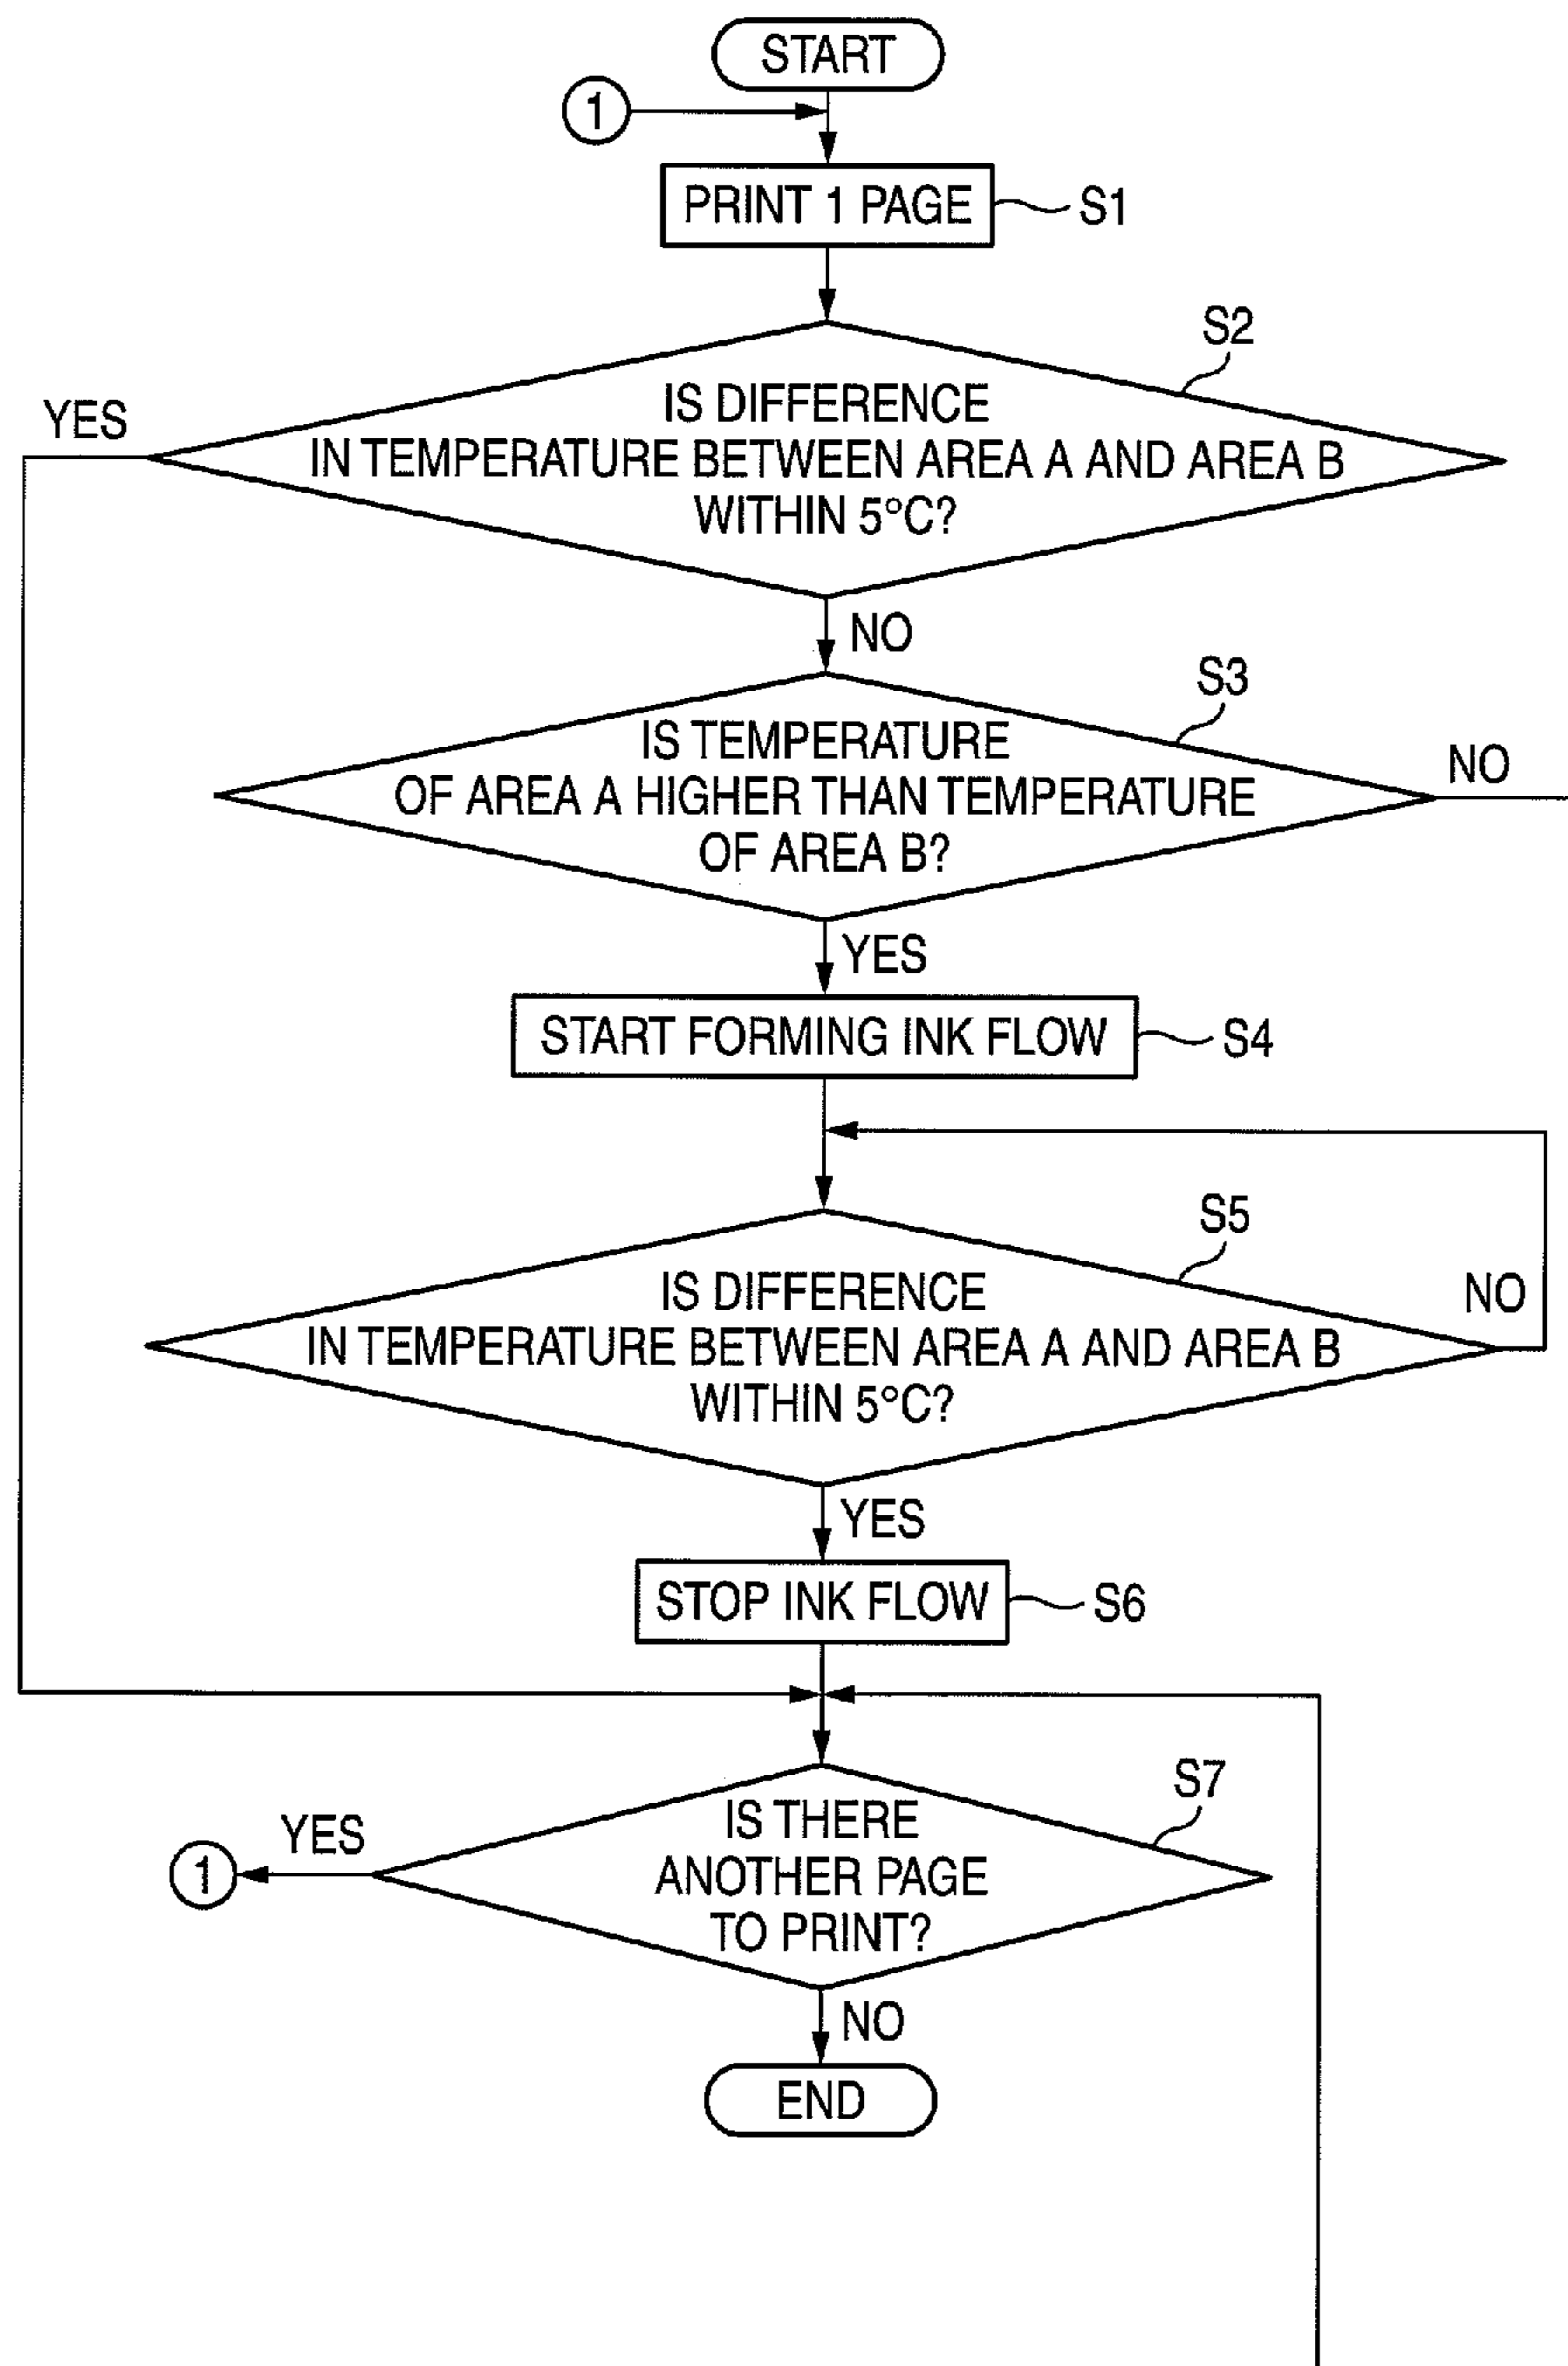 START
1
PRINT 1 PAGE
S1
S2
IS DIFFERENCE
IN TEMPERATURE BETWEEN AREA A AND AREA B
WITHIN 5°C?
YES
NO
S3
IS TEMPERATURE
OF AREA A HIGHER THAN TEMPERATURE
OF AREA B?
NO
YES
START FORMING INK FLOW
S4
S5
IS DIFFERENCE
IN TEMPERATURE BETWEEN AREA A AND AREA B
WITHIN 5°C?
NO
YES
STOP INK FLOW
S6
S7
IS THERE
ANOTHER PAGE
TO PRINT?
YES
1
NO
END